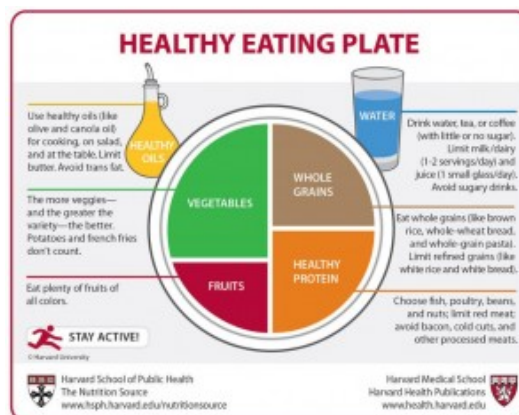 HEALTHY EATING PLATE
Use healthy oils (like
olive and canola oil)
for cooking, on salad,
and at the table. Limit
butter. Avoid trans fat.
HEALTHY
OILS
The more veggies—
and the greater the
variety—the better.
Potatoes and french fries
don't count.
Eat plenty of fruits of
all colors.
VEGETABLES
FRUITS
WHOLE
GRAINS
HEALTHY
PROTEIN
WATER
Drink water, tea, or coffee
(with little or no sugar).
Limit milk/dairy
(1-2 servings/day) and
juice (1 small glass/day).
Avoid sugary drinks.
Eat whole grains (like brown
rice, whole-wheat bread,
and whole-grain pasta).
Limit refined grains (like
white rice and white bread).
Choose fish, poultry, beans,
and nuts; limit red meat;
avoid bacon, cold cuts, and
other processed meats.
STAY ACTIVE!
© Harvard University
Harvard School of Public Health
The Nutrition Source
www.hsph.harvard.edu/nutritionsource
Harvard Medical School
Harvard Health Publications
www.health.harvard.edu